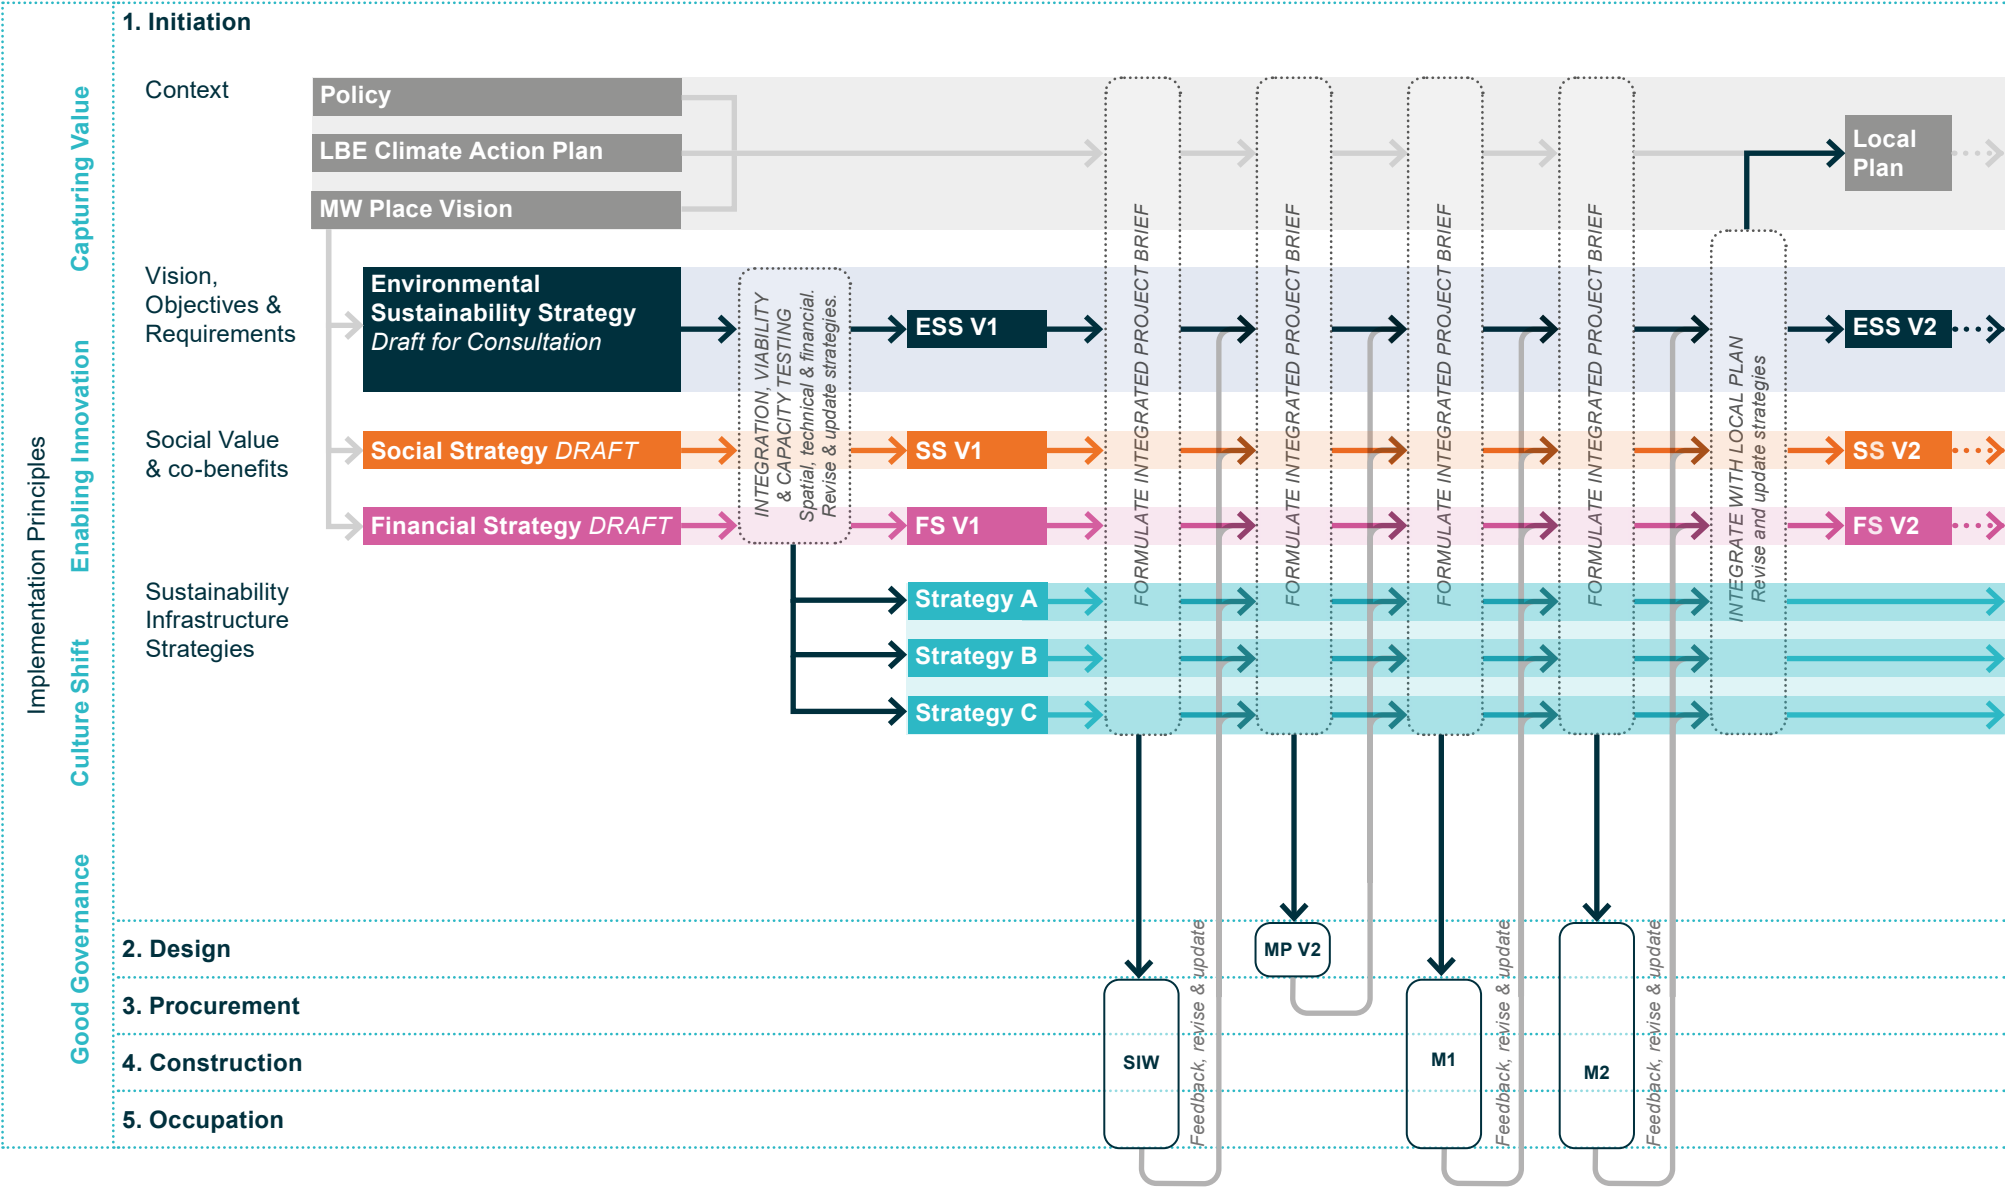 Implementation Principles
Capturing Value
Enabling Innovation
Culture Shift
Good Governance
1. Initiation
Context
Policy
LBE Climate Action Plan
MW Place Vision
Local
Plan
Vision,
Objectives &
Requirements
Environmental
Sustainability Strategy
Draft for Consultation
INTEGRATION, VIABILITY
& CAPACITY TESTING
Spatial, technical & financial.
Revise & update strategies.
ESS V1
FORMULATE INTEGRATED PROJECT BRIEF
FORMULATE INTEGRATED PROJECT BRIEF
FORMULATE INTEGRATED PROJECT BRIEF
FORMULATE INTEGRATED PROJECT BRIEF
INTEGRATE WITH LOCAL PLAN
Revise and update strategies
ESS V2
Social Value
& co-benefits
Social Strategy DRAFT
SS V1
SS V2
Financial Strategy DRAFT
FS V1
FS V2
Sustainability
Infrastructure
Strategies
Strategy A
Strategy B
Strategy C
2. Design
MP V2
3. Procurement
4. Construction
SIW
Feedback, revise & update
M1
Feedback, revise & update
M2
Feedback, revise & update
5. Occupation